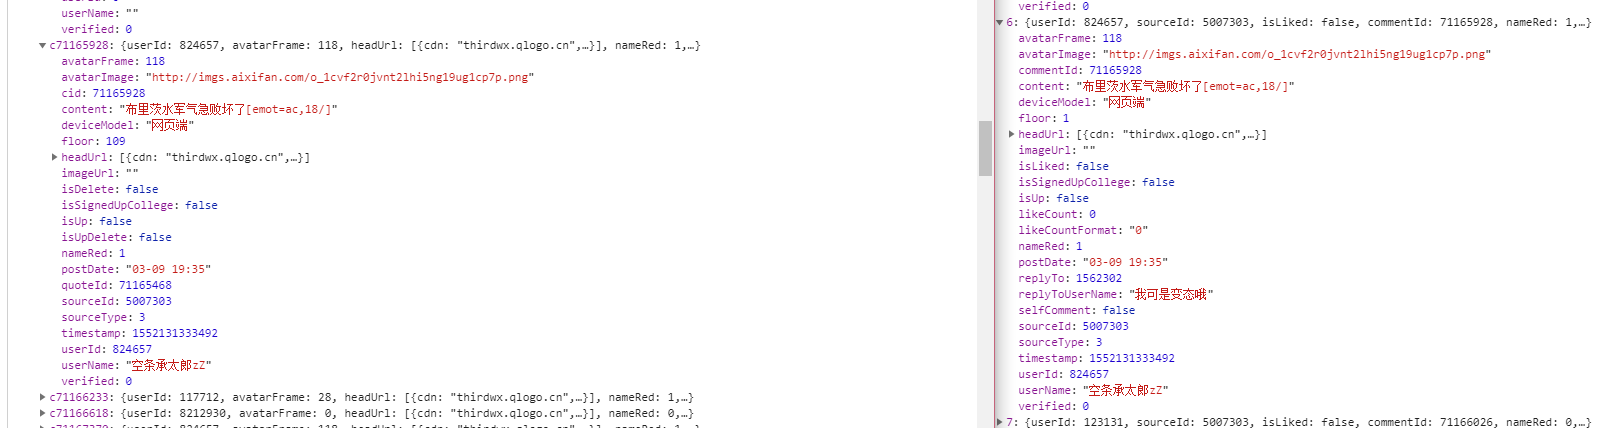 userName: ""
verified: 0
c71165928: {userId: 824657, avatarFrame: 118, headUrl: [{cdn: "thirdwx.qlogo.cn",…}], nameRed: 1,…}
avatarFrame: 118
avatarImage: "http://imgs.aixifan.com/o_1cvf2r0jvnt2lhi5ng19ug1cp7p.png"
cid: 71165928
content: "布里茨水军气急败坏了[emot=ac,18/]"
deviceModel: "网页端"
floor: 109
headUrl: [{cdn: "thirdwx.qlogo.cn",…}]
imageUrl: ""
isDelete: false
isSignedUpCollege: false
isUp: false
isUpDelete: false
nameRed: 1
postDate: "03-09 19:35"
quoteId: 71165468
sourceId: 5007303
sourceType: 3
timestamp: 1552131333492
userId: 824657
userName: "空条承太郎zZ"
verified: 0
c71166233: {userId: 117712, avatarFrame: 28, headUrl: [{cdn: "thirdwx.qlogo.cn",…}], nameRed: 1,…}
c71166618: {userId: 8212930, avatarFrame: 0, headUrl: [{cdn: "thirdwx.qlogo.cn",…}], nameRed: 0,…}
verified: 0
6: {userId: 824657, sourceId: 5007303, isLiked: false, commentId: 71165928, nameRed: 1,…}
avatarFrame: 118
avatarImage: "http://imgs.aixifan.com/o_1cvf2r0jvnt2lhi5ng19ug1cp7p.png"
commentId: 71165928
content: "布里茨水军气急败坏了[emot=ac,18/]"
deviceModel: "网页端"
floor: 1
headUrl: [{cdn: "thirdwx.qlogo.cn",…}]
imageUrl: ""
isLiked: false
isSignedUpCollege: false
isUp: false
likeCount: 0
likeCountFormat: "0"
nameRed: 1
postDate: "03-09 19:35"
replyTo: 1562302
replyToUserName: "我可是变态哦"
selfComment: false
sourceId: 5007303
sourceType: 3
timestamp: 1552131333492
userId: 824657
userName: "空条承太郎zZ"
verified: 0
7: {userId: 123131, sourceId: 5007303, isLiked: false, commentId: 71166026, nameRed: 0,…}